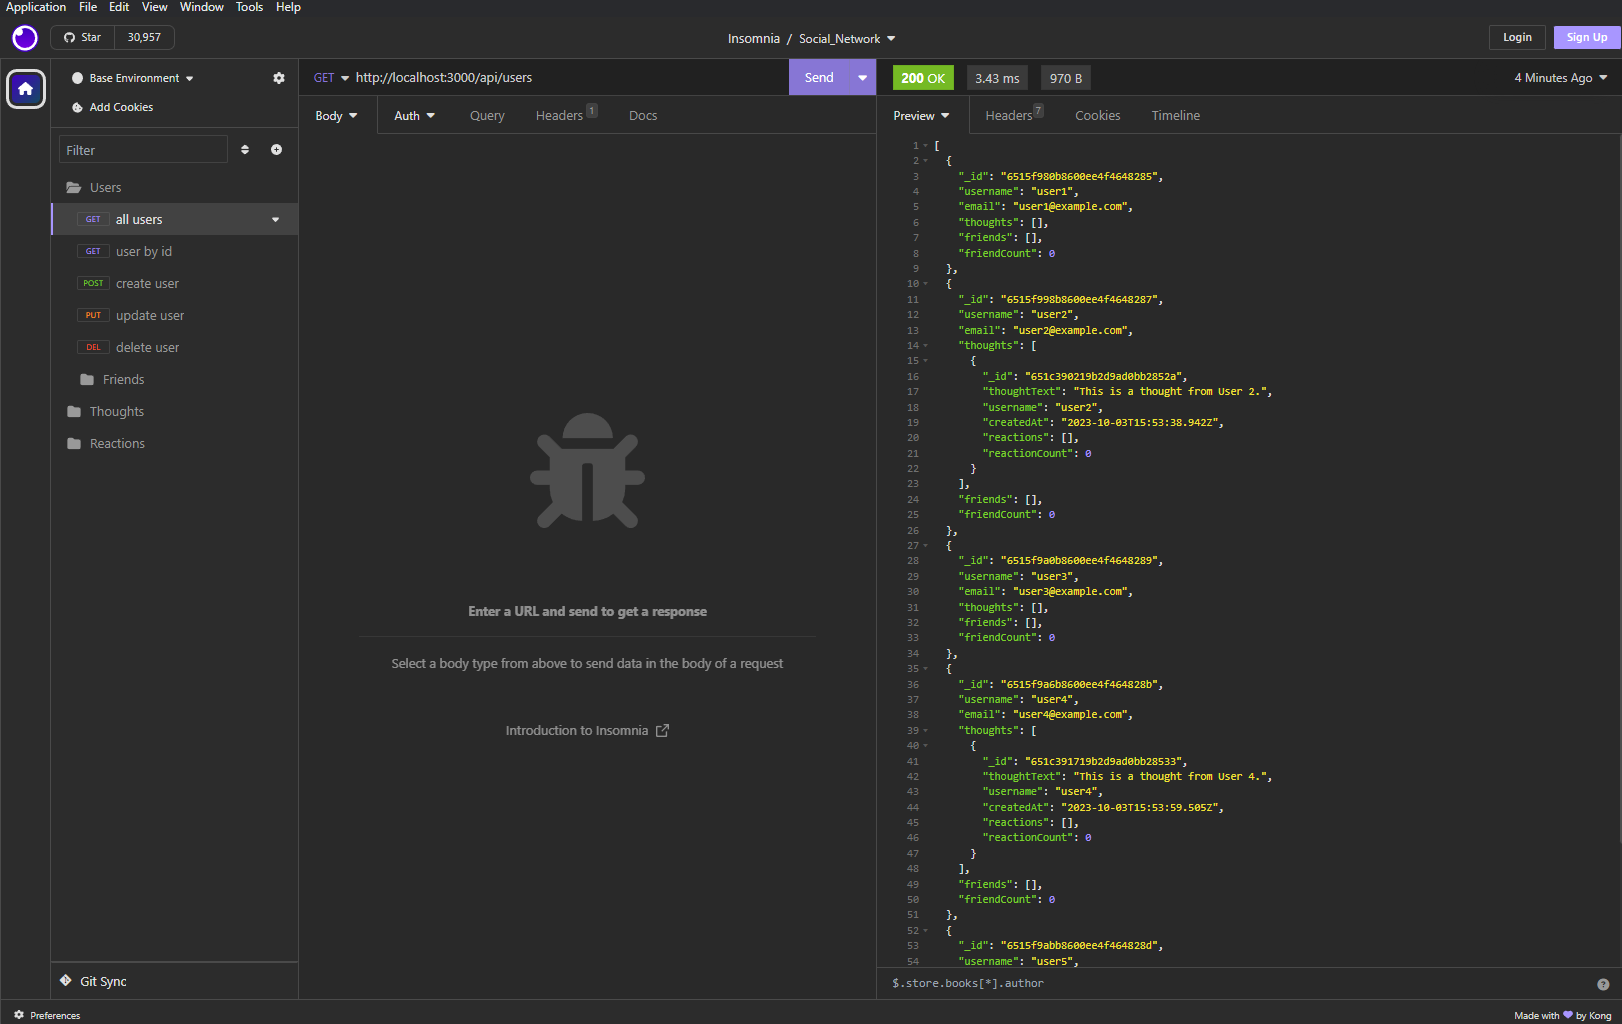 Application File Edit View Window Tools Help
Star 30,957
Insomnia / Social_Network
Login Sign Up
Base Environment
Add Cookies
Filter
Users
GET all users
GET user by id
POST create user
PUT update user
DEL delete user
Friends
Thoughts
Reactions
Git Sync
GET http://localhost:3000/api/users Send
Body Auth Query Headers 1 Docs
Enter a URL and send to get a response
Select a body type from above to send data in the body of a request
Introduction to Insomnia
200 OK 3.43 ms 970 B 4 Minutes Ago
Preview Headers 7 Cookies Timeline
1 [
2 {
3 "_id": "6515f980b8600ee4f4648285",
4 "username": "user1",
5 "email": "user1@example.com",
6 "thoughts": [],
7 "friends": [],
8 "friendCount": 0
9 },
10 {
11 "_id": "6515f998b8600ee4f4648287",
12 "username": "user2",
13 "email": "user2@example.com",
14 "thoughts": [
15 {
16 "_id": "651c390219b2d9ad0bb2852a",
17 "thoughtText": "This is a thought from User 2.",
18 "username": "user2",
19 "createdAt": "2023-10-03T15:53:38.942Z",
20 "reactions": [],
21 "reactionCount": 0
22 }
23 ],
24 "friends": [],
25 "friendCount": 0
26 },
27 {
28 "_id": "6515f9a0b8600ee4f4648289",
29 "username": "user3",
30 "email": "user3@example.com",
31 "thoughts": [],
32 "friends": [],
33 "friendCount": 0
34 },
35 {
36 "_id": "6515f9a6b8600ee4f464828b",
37 "username": "user4",
38 "email": "user4@example.com",
39 "thoughts": [
40 {
41 "_id": "651c391719b2d9ad0bb28533",
42 "thoughtText": "This is a thought from User 4.",
43 "username": "user4",
44 "createdAt": "2023-10-03T15:53:59.505Z",
45 "reactions": [],
46 "reactionCount": 0
47 }
48 ],
49 "friends": [],
50 "friendCount": 0
51 },
52 {
53 "_id": "6515f9abb8600ee4f464828d",
54 "username": "user5",
$.store.books[*].author
Preferences
Made with by Kong